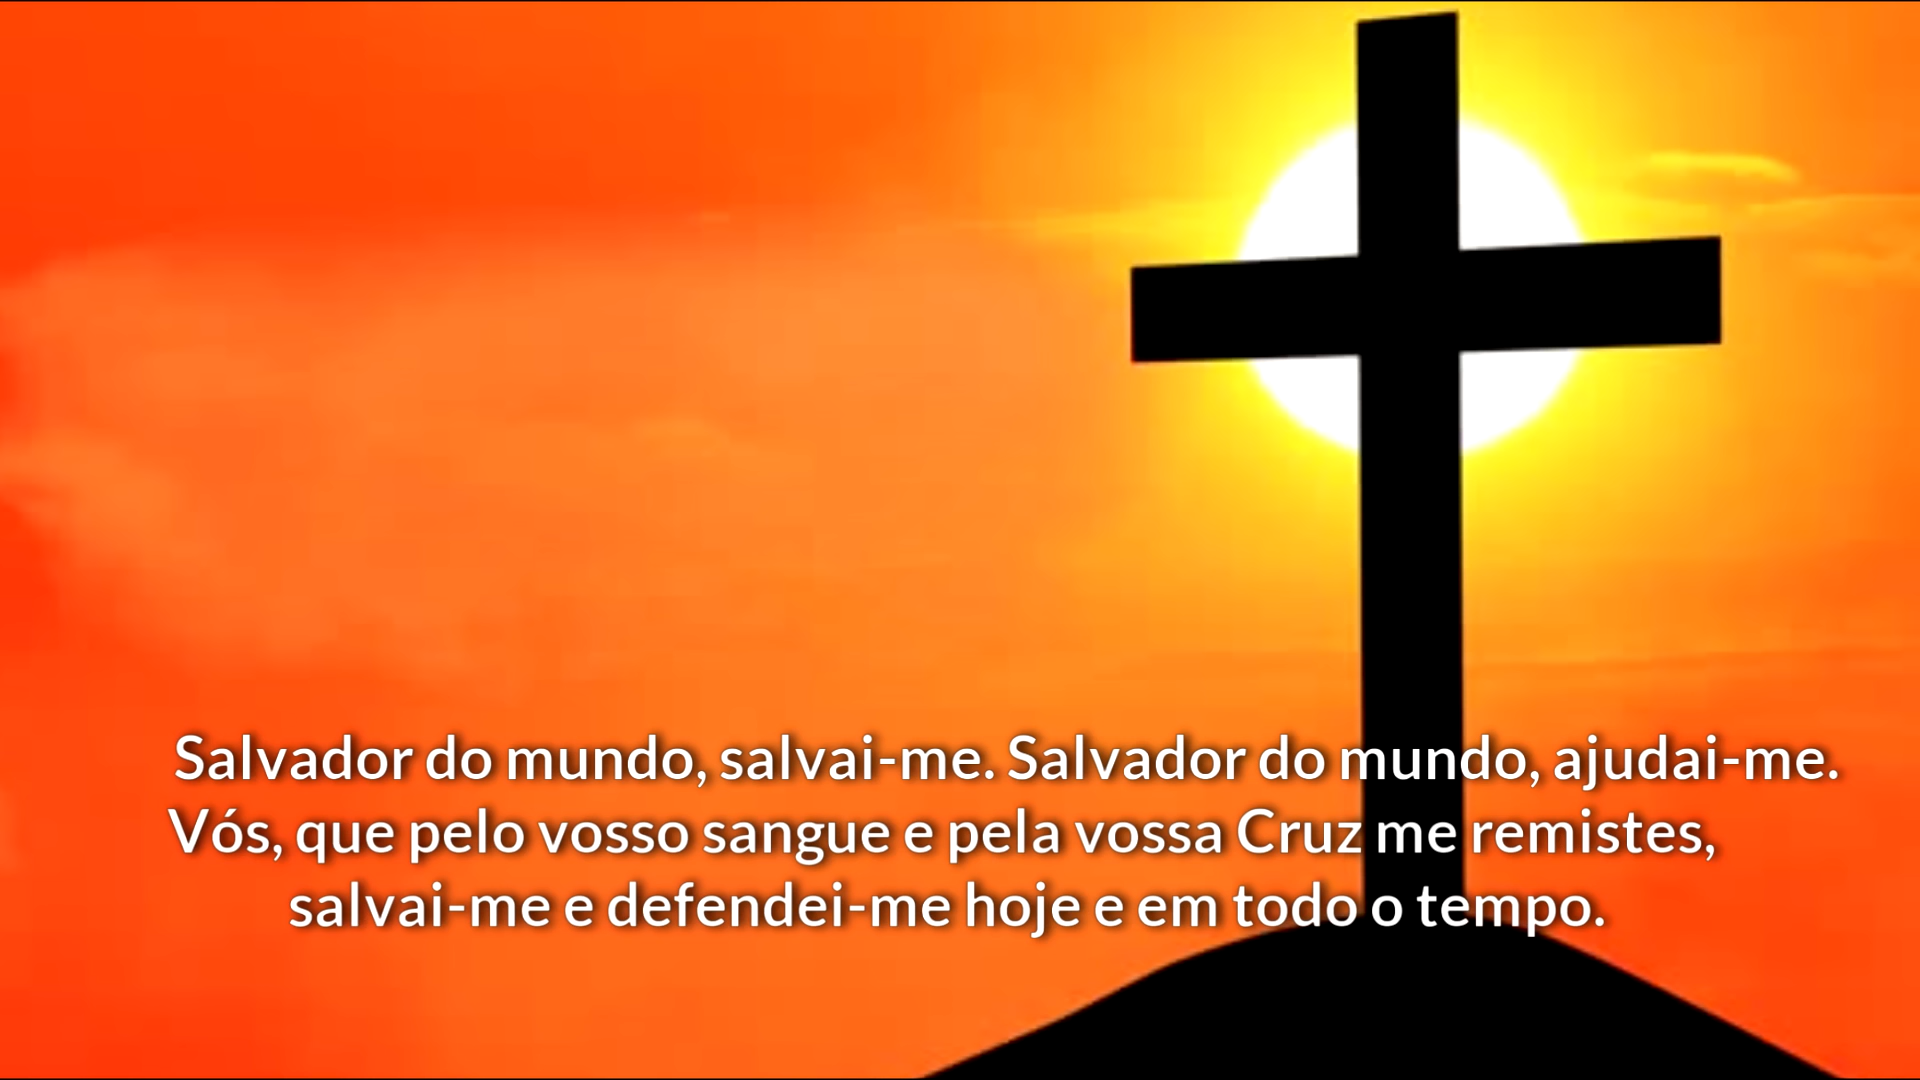 Salvador do mundo, salvai-me. Salvador do mundo, ajudai-me.
Vós, que pelo vosso sangue e pela vossa Cruz me remistes,
salvai-me e defendei-me hoje e em todo o tempo.